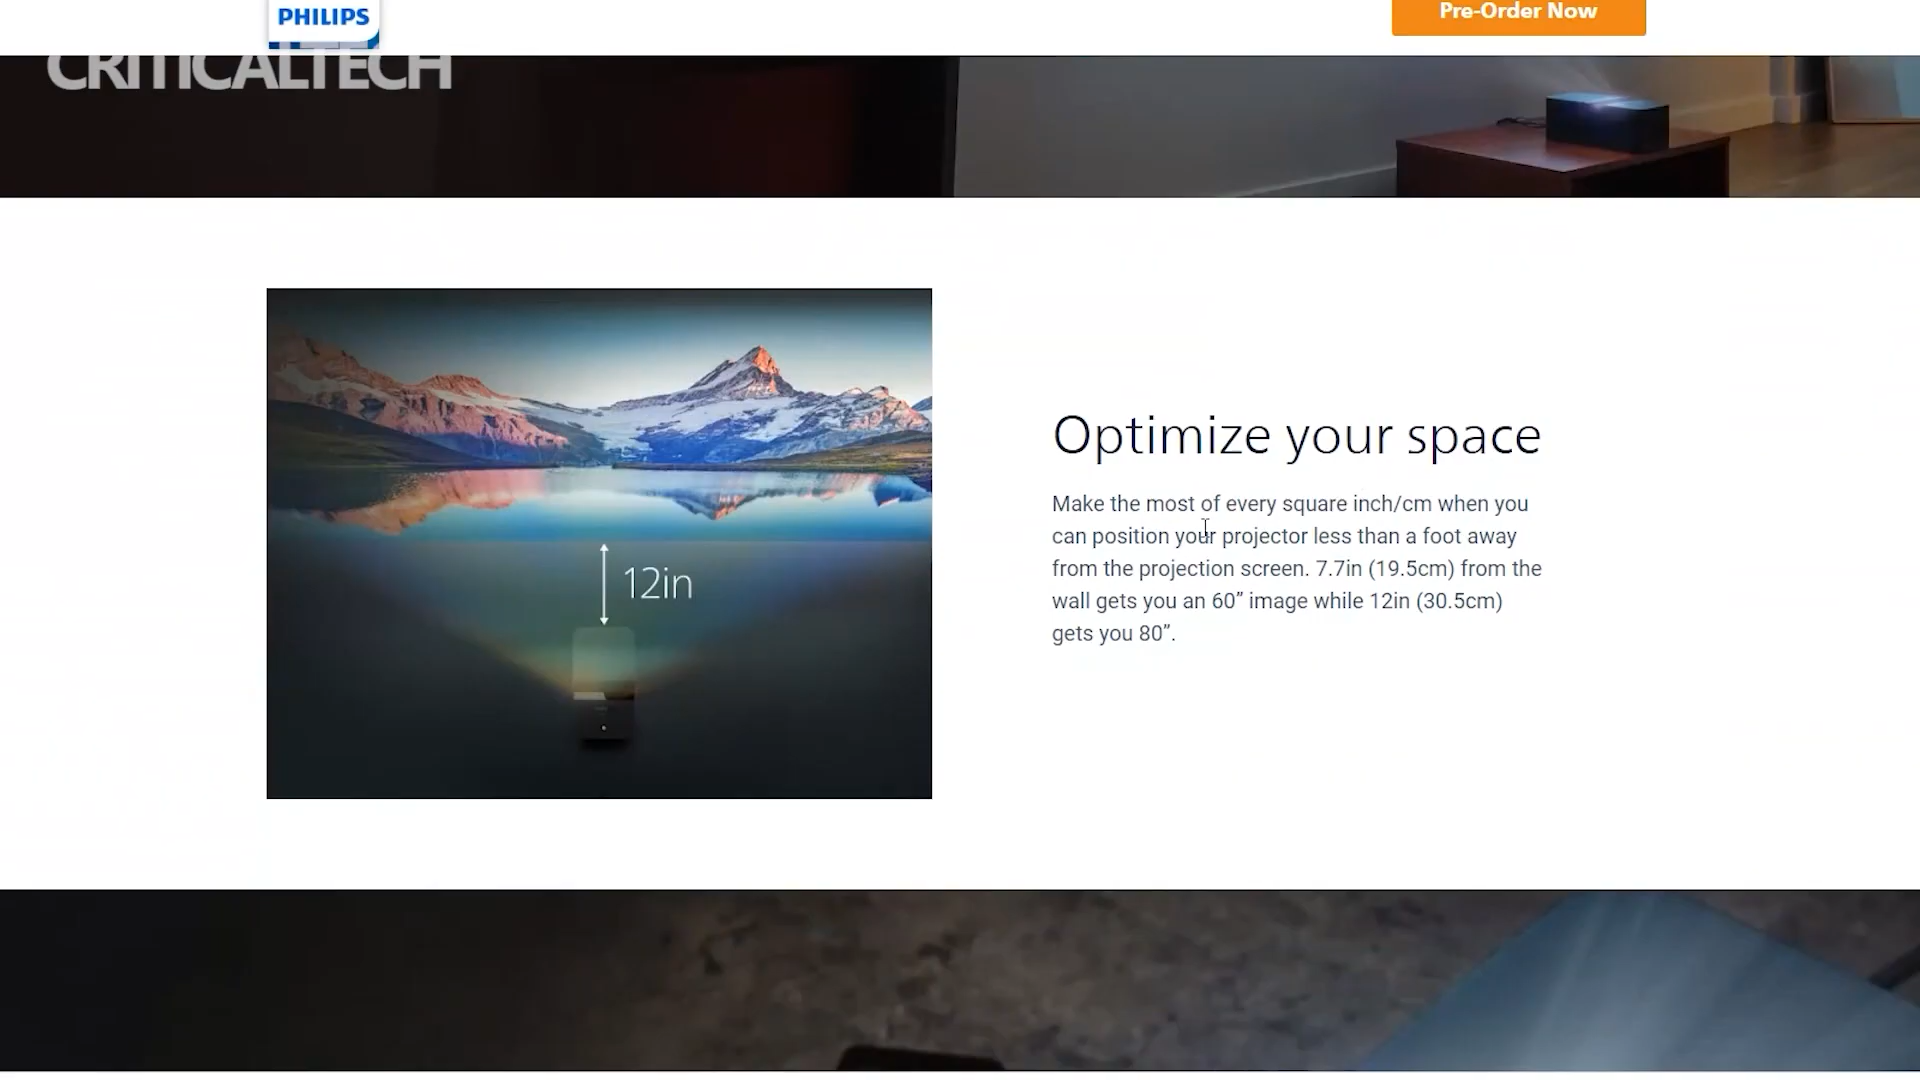 PHILIPS
Pre-Order Now
CRITICALTECH
12in
Optimize your space
Make the most of every square inch/cm when you
can position your projector less than a foot away
from the projection screen. 7.7in (19.5cm) from the
wall gets you an 60” image while 12in (30.5cm)
gets you 80”.